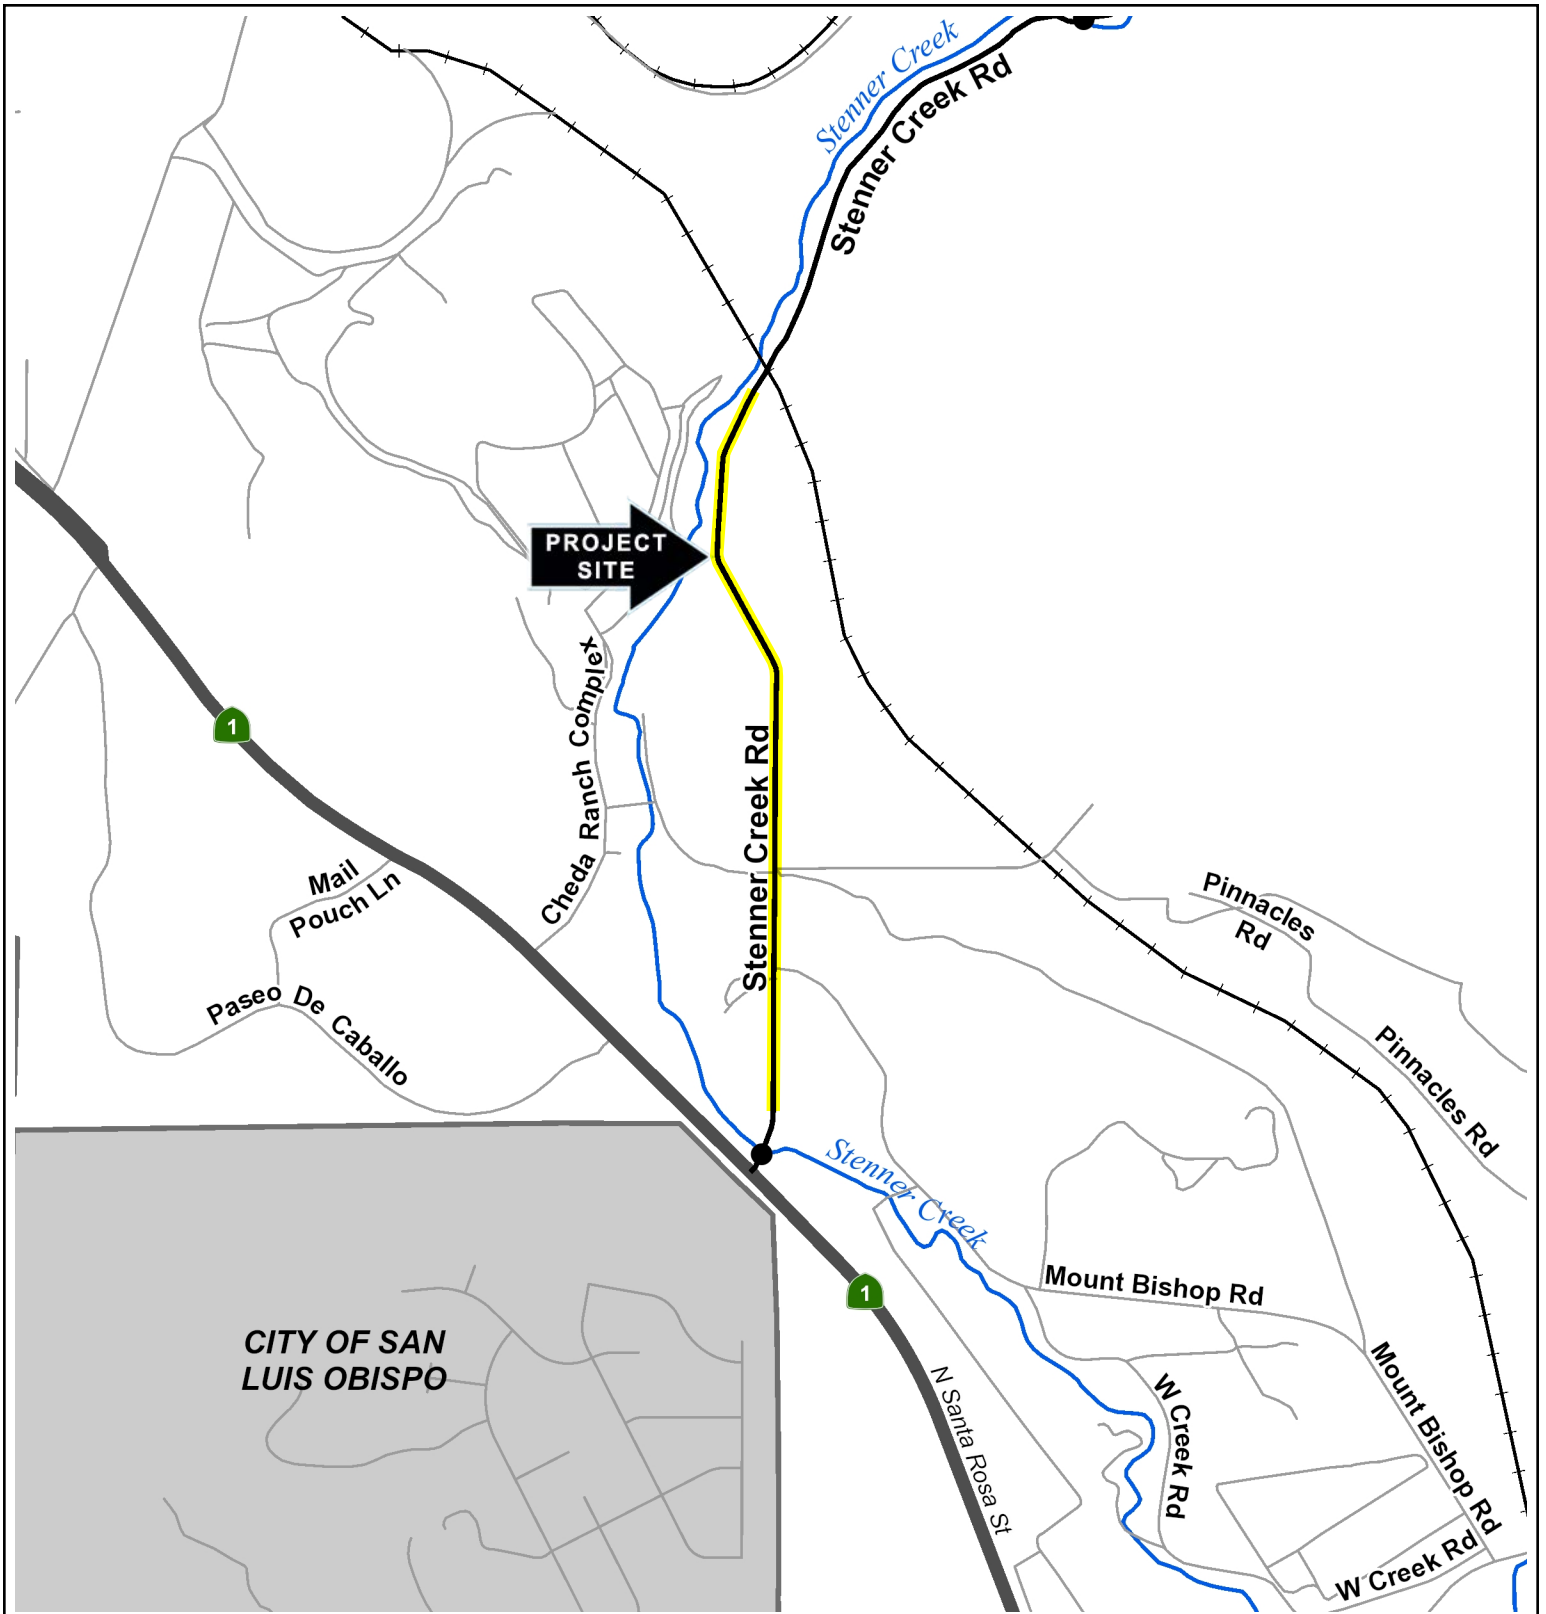 Stenner Creek
Stenner Creek Rd
PROJECT
SITE
Cheda Ranch Complex
1
Stenner Creek Rd
Mail
Pouch Ln
Paseo De Caballo
Pinnacles
Rd
Pinnacles Rd
Stenner Creek
1
Mount Bishop Rd
CITY OF SAN
LUIS OBISPO
N Santa Rosa St
W Creek Rd
Mount Bishop Rd
W Creek Rd